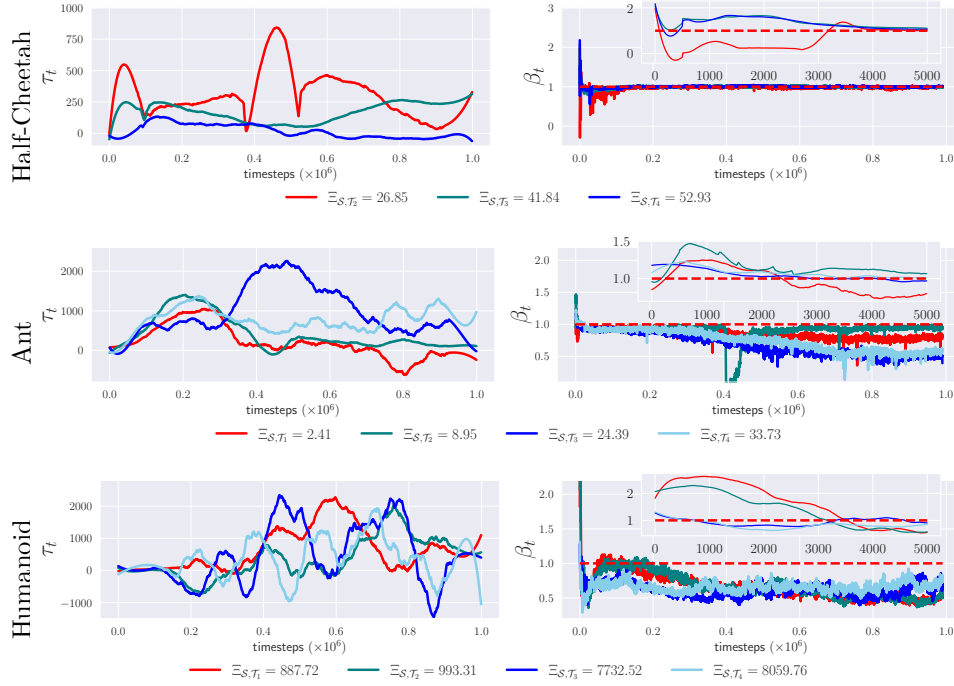 Half-Cheetah
τ_t
1000
750
500
250
0
0.0 0.2 0.4 0.6 0.8 1.0
timesteps (×10^6)
β_t
3
2
1
0
0.2 0.4 0.6 0.8 1.0
timesteps (×10^6)
2
0
0 1000 2000 3000 4000 5000
Ξ_{S,T_2} = 26.85 Ξ_{S,T_3} = 41.84 Ξ_{S,T_4} = 52.93
Ant
τ_t
2000
1000
0
0.0 0.2 0.4 0.6 0.8 1.0
timesteps (×10^6)
β_t
2.0
1.5
1.0
0.5
0.0 0.2 0.4 0.6 0.8 1.0
timesteps (×10^6)
1.5
1.0
0 1000 2000 3000 4000 5000
Ξ_{S,T_1} = 2.41 Ξ_{S,T_2} = 8.95 Ξ_{S,T_3} = 24.39 Ξ_{S,T_4} = 33.73
Humanoid
τ_t
2000
1000
0
−1000
0.0 0.2 0.4 0.6 0.8 1.0
timesteps (×10^6)
β_t
2.0
1.5
1.0
0.5
0.0 0.2 0.4 0.6 0.8 1.0
timesteps (×10^6)
2
1
0 1000 2000 3000 4000 5000
Ξ_{S,T_1} = 887.72 Ξ_{S,T_2} = 993.31 Ξ_{S,T_3} = 7732.52 Ξ_{S,T_4} = 8059.76